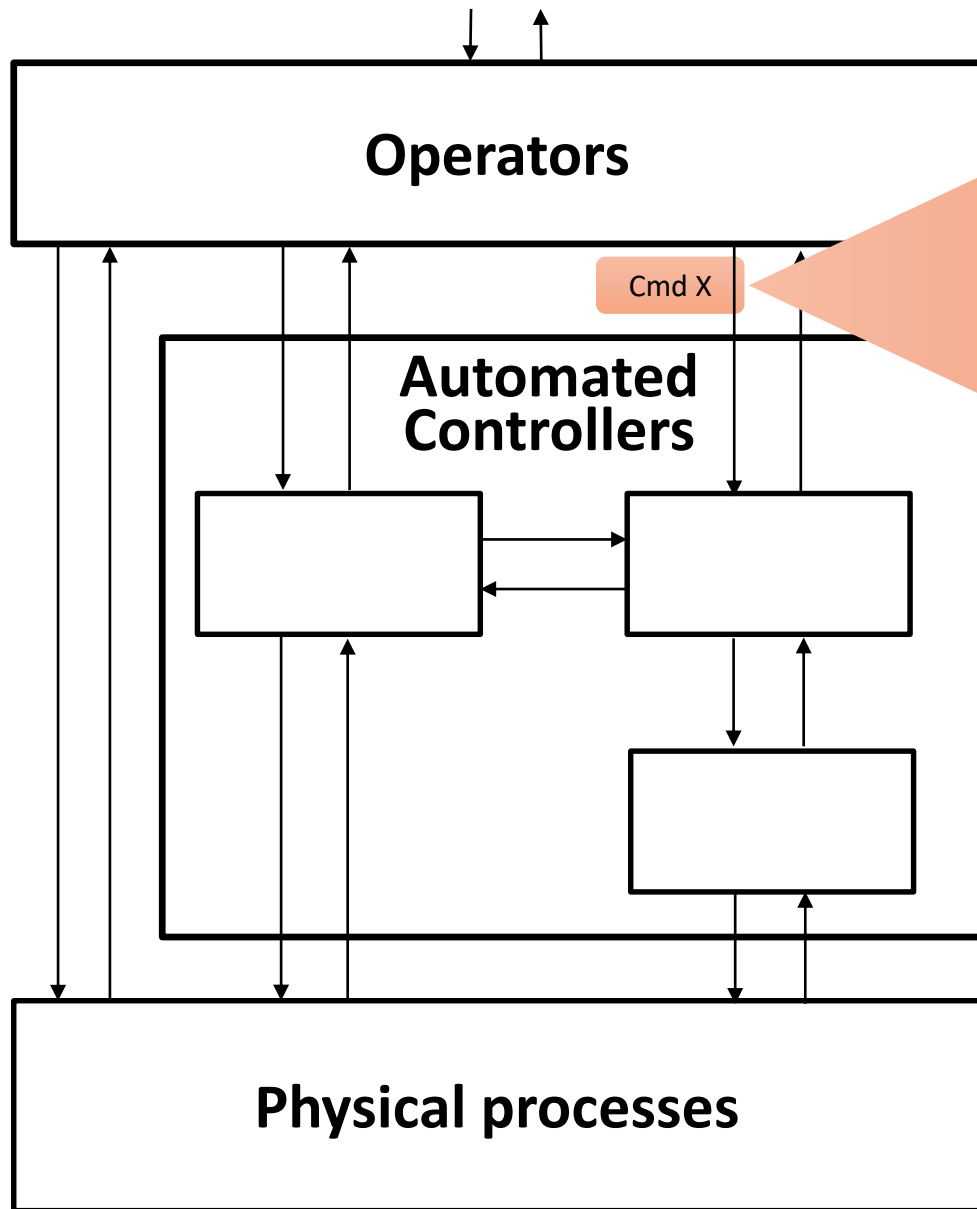 Operators
Cmd X
Automated
Controllers
Physical processes